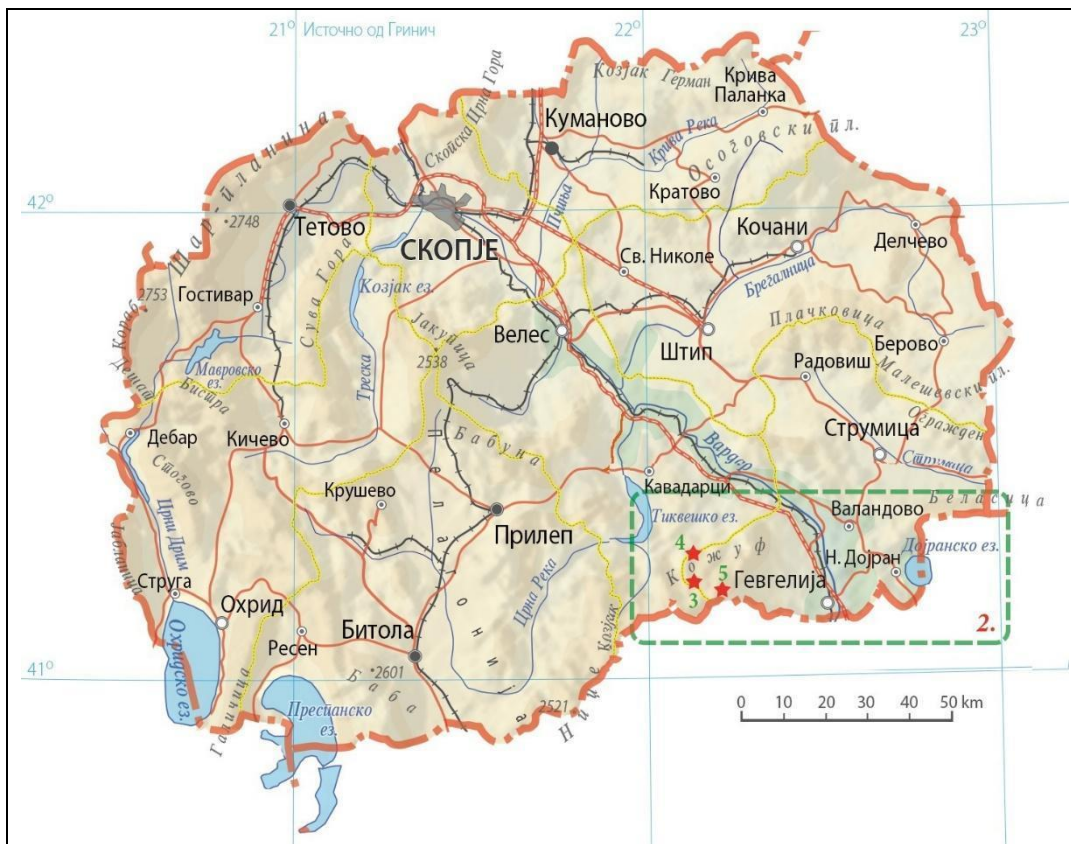 21° Источно од Гринич
22°
23°
Козјак
Герман
Крива
Паланка
Скопска Црна Гора
Куманово
Крива Река
Осоговски пл.
Шар-планина
Кратово
Пчиња
42°
2748
Тетово
СКОПЈЕ
Кочани
Делчево
Св. Николе
Сува Гора
Козјак ез.
Брегалница
2753
Гостивар
Д. Кораб
Јакупица
Велес
Штип
Плачковица
Берово
2538
Радовиш
Малешевски пл.
Дешат
Мавровско
ез.
Бистра
Треска
Огражден
Дебар
Кичево
Бабуна
Вардар
Струмица
Струмица
Стогово
Крушево
Кавадарци
Беласица
Пелагонија
Прилеп
Тиквешко ез.
Валандово
Црни Дрим
Јабланица
Кожуф
4
Н. Дојран
Дојранско ез.
Струга
Црна Река
3
5
Гевгелија
Охрид
Битола
Козјак
2.
Ресен
41°
Охридско ез.
2601
Баба
Галичица
Преспанско
ез.
2521
Ниџе
0 10 20 30 40 50 km